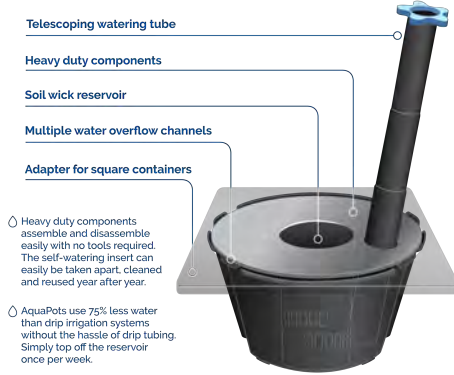 Telescoping watering tube
Heavy duty components
Soil wick reservoir
Multiple water overflow channels
Adapter for square containers
Heavy duty components
assemble and disassemble
easily with no tools required.
The self-watering insert can
easily be taken apart, cleaned
and reused year after year.
AquaPots use 75% less water
than drip irrigation systems
without the hassle of drip tubing.
Simply top off the reservoir
once per week.